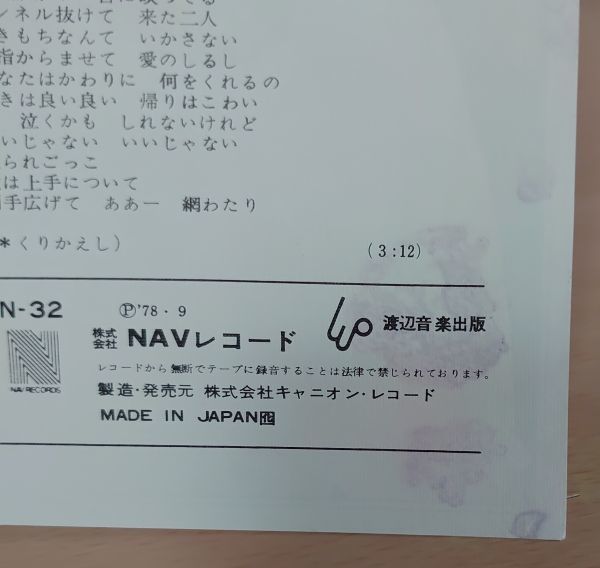 ンネル抜けて 来た二人
きもちなんて いかさない
指からませて 愛のしるし
なたはかわりに 何をくれるの
きは良い良い 帰りはこわい
泣くかも しれないけれど
いじゃない いいじゃない
られごっこ
は上手について
手広げて ああー 網わたり
*くりかえし)
(3:12)
N-32
Ⓟ'78・9
株式会社 NAVレコード
渡辺音楽出版
NAV RECORDS
レコードから無断でテープに録音することは法律で禁じられております。
製造・発売元 株式会社キャニオン・レコード
MADE IN JAPAN